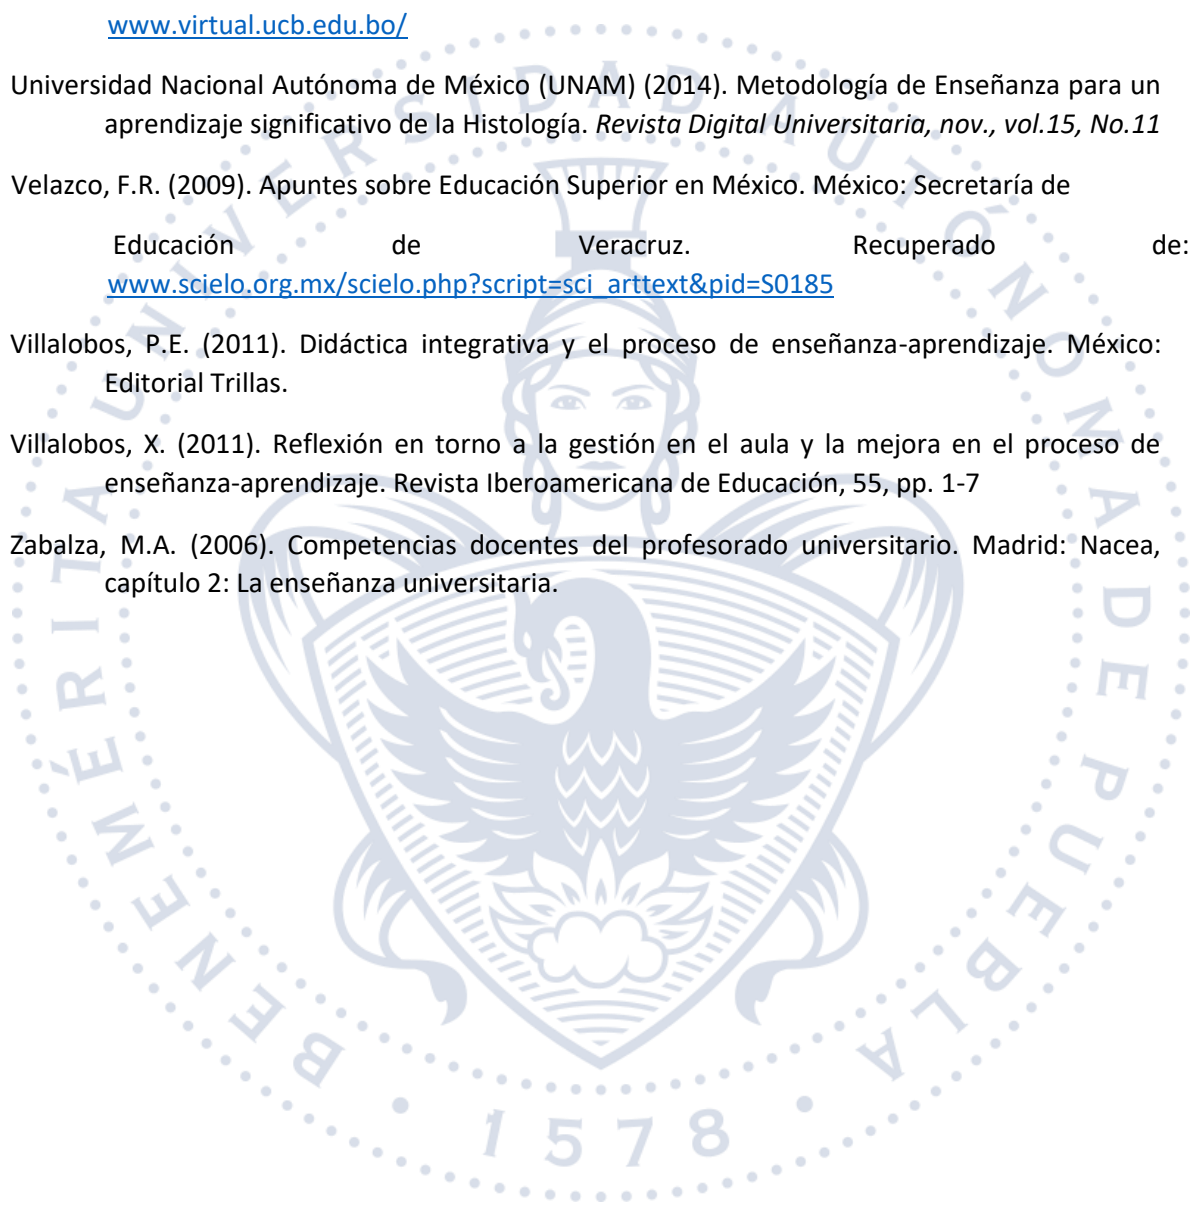 www.virtual.ucb.edu.bo/
Universidad Nacional Autónoma de México (UNAM) (2014). Metodología de Enseñanza para un
aprendizaje significativo de la Histología. Revista Digital Universitaria, nov., vol.15, No.11
Velazco, F.R. (2009). Apuntes sobre Educación Superior en México. México: Secretaría de
Educación de Veracruz. Recuperado de:
www.scielo.org.mx/scielo.php?script=sci_arttext&pid=S0185
Villalobos, P.E. (2011). Didáctica integrativa y el proceso de enseñanza-aprendizaje. México:
Editorial Trillas.
Villalobos, X. (2011). Reflexión en torno a la gestión en el aula y la mejora en el proceso de
enseñanza-aprendizaje. Revista Iberoamericana de Educación, 55, pp. 1-7
Zabalza, M.A. (2006). Competencias docentes del profesorado universitario. Madrid: Nacea,
capítulo 2: La enseñanza universitaria.
BENEMÉRITA UNIVERSIDAD AUTÓNOMA DE PUEBLA
1578